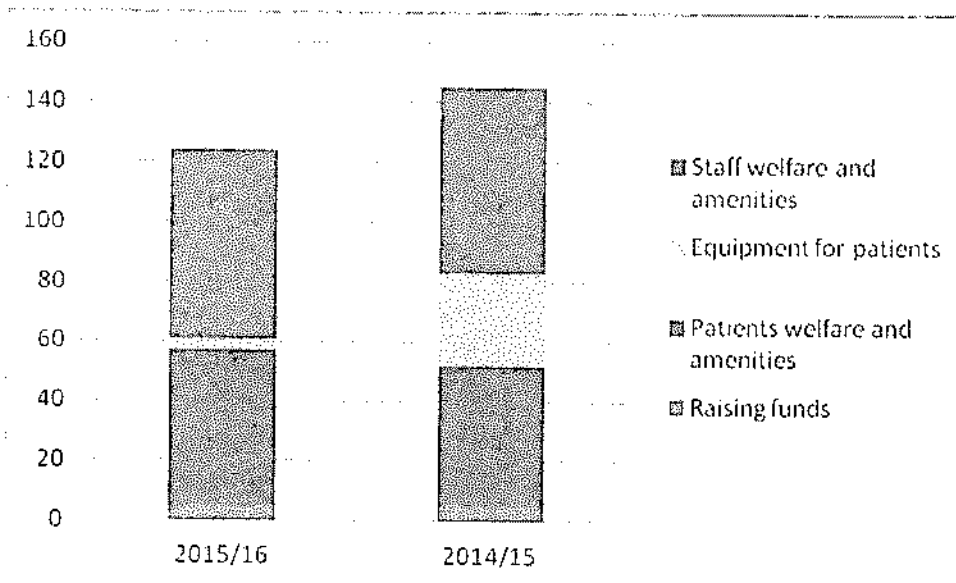 160
140
120
100
80
60
40
20
0
2015/16
2014/15
Staff welfare and
amenities
Equipment for patients
Patients welfare and
amenities
Raising funds